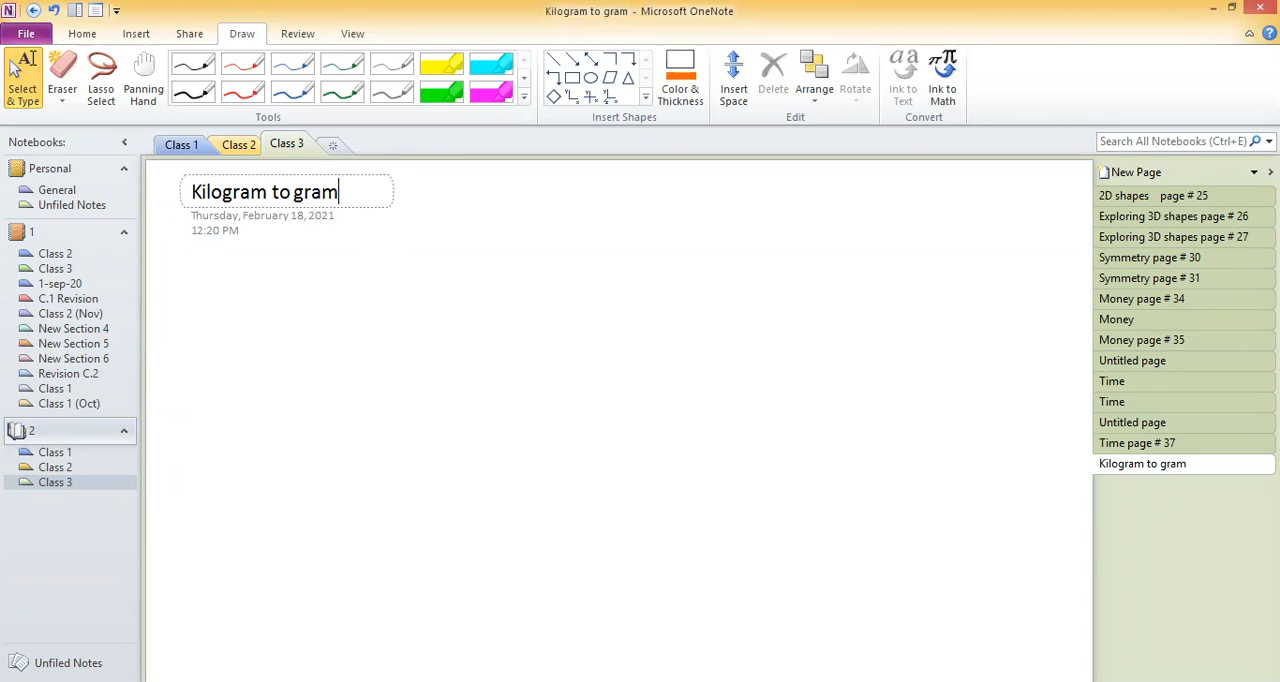 Kilogram to gram - Microsoft OneNote
File Home Insert Share Draw Review View
Select & Type
Eraser
Lasso Select
Panning Hand
Tools
Insert Shapes
Color & Thickness
Insert Space
Delete
Arrange
Rotate
Edit
Ink to Text
Ink to Math
Convert
Notebooks:
Personal
General
Unfiled Notes
1
Class 2
Class 3
1-sep-20
C.1 Revision
Class 2 (Nov)
New Section 4
New Section 5
New Section 6
Revision C.2
Class 1
Class 1 (Oct)
2
Class 1
Class 2
Class 3
Unfiled Notes
Class 1 Class 2 Class 3
Search All Notebooks (Ctrl+E)
Kilogram to gram
Thursday, February 18, 2021
12:20 PM
New Page
2D shapes page # 25
Exploring 3D shapes page # 26
Exploring 3D shapes page # 27
Symmetry page # 30
Symmetry page # 31
Money page # 34
Money
Money page # 35
Untitled page
Time
Time
Untitled page
Time page # 37
Kilogram to gram